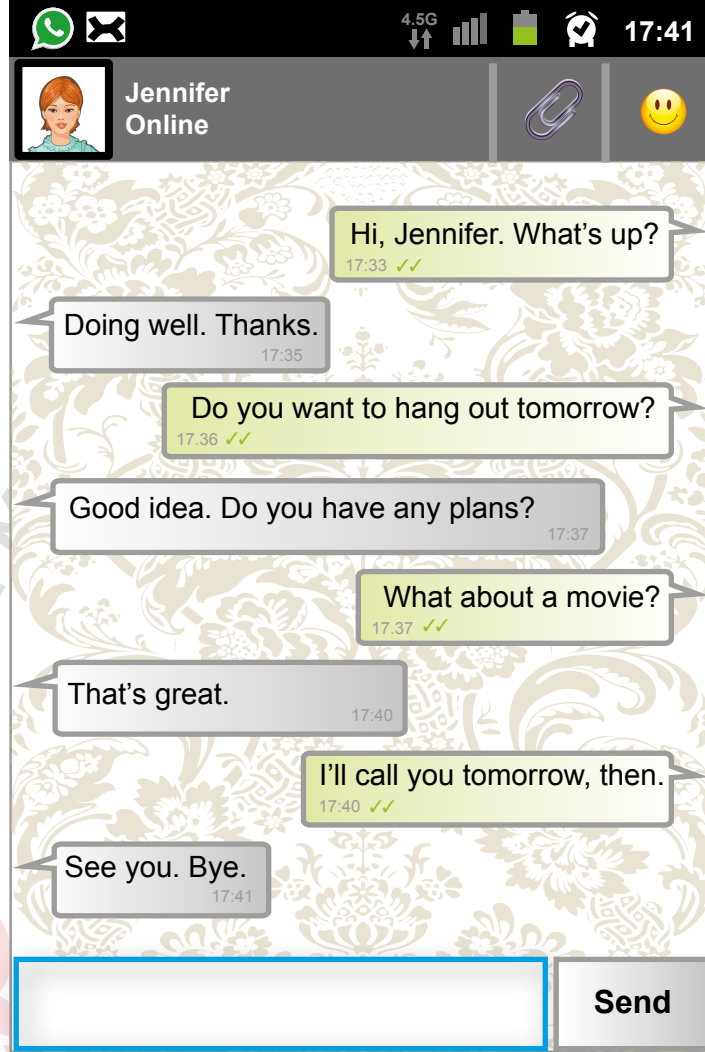 4.5G
17:41
Jennifer
Online
Hi, Jennifer. What’s up?
17:33 ✓✓
Doing well. Thanks.
17:35
Do you want to hang out tomorrow?
17.36 ✓✓
Good idea. Do you have any plans?
17:37
What about a movie?
17.37 ✓✓
That’s great.
17:40
I’ll call you tomorrow, then.
17:40 ✓✓
See you. Bye.
17:41
Send